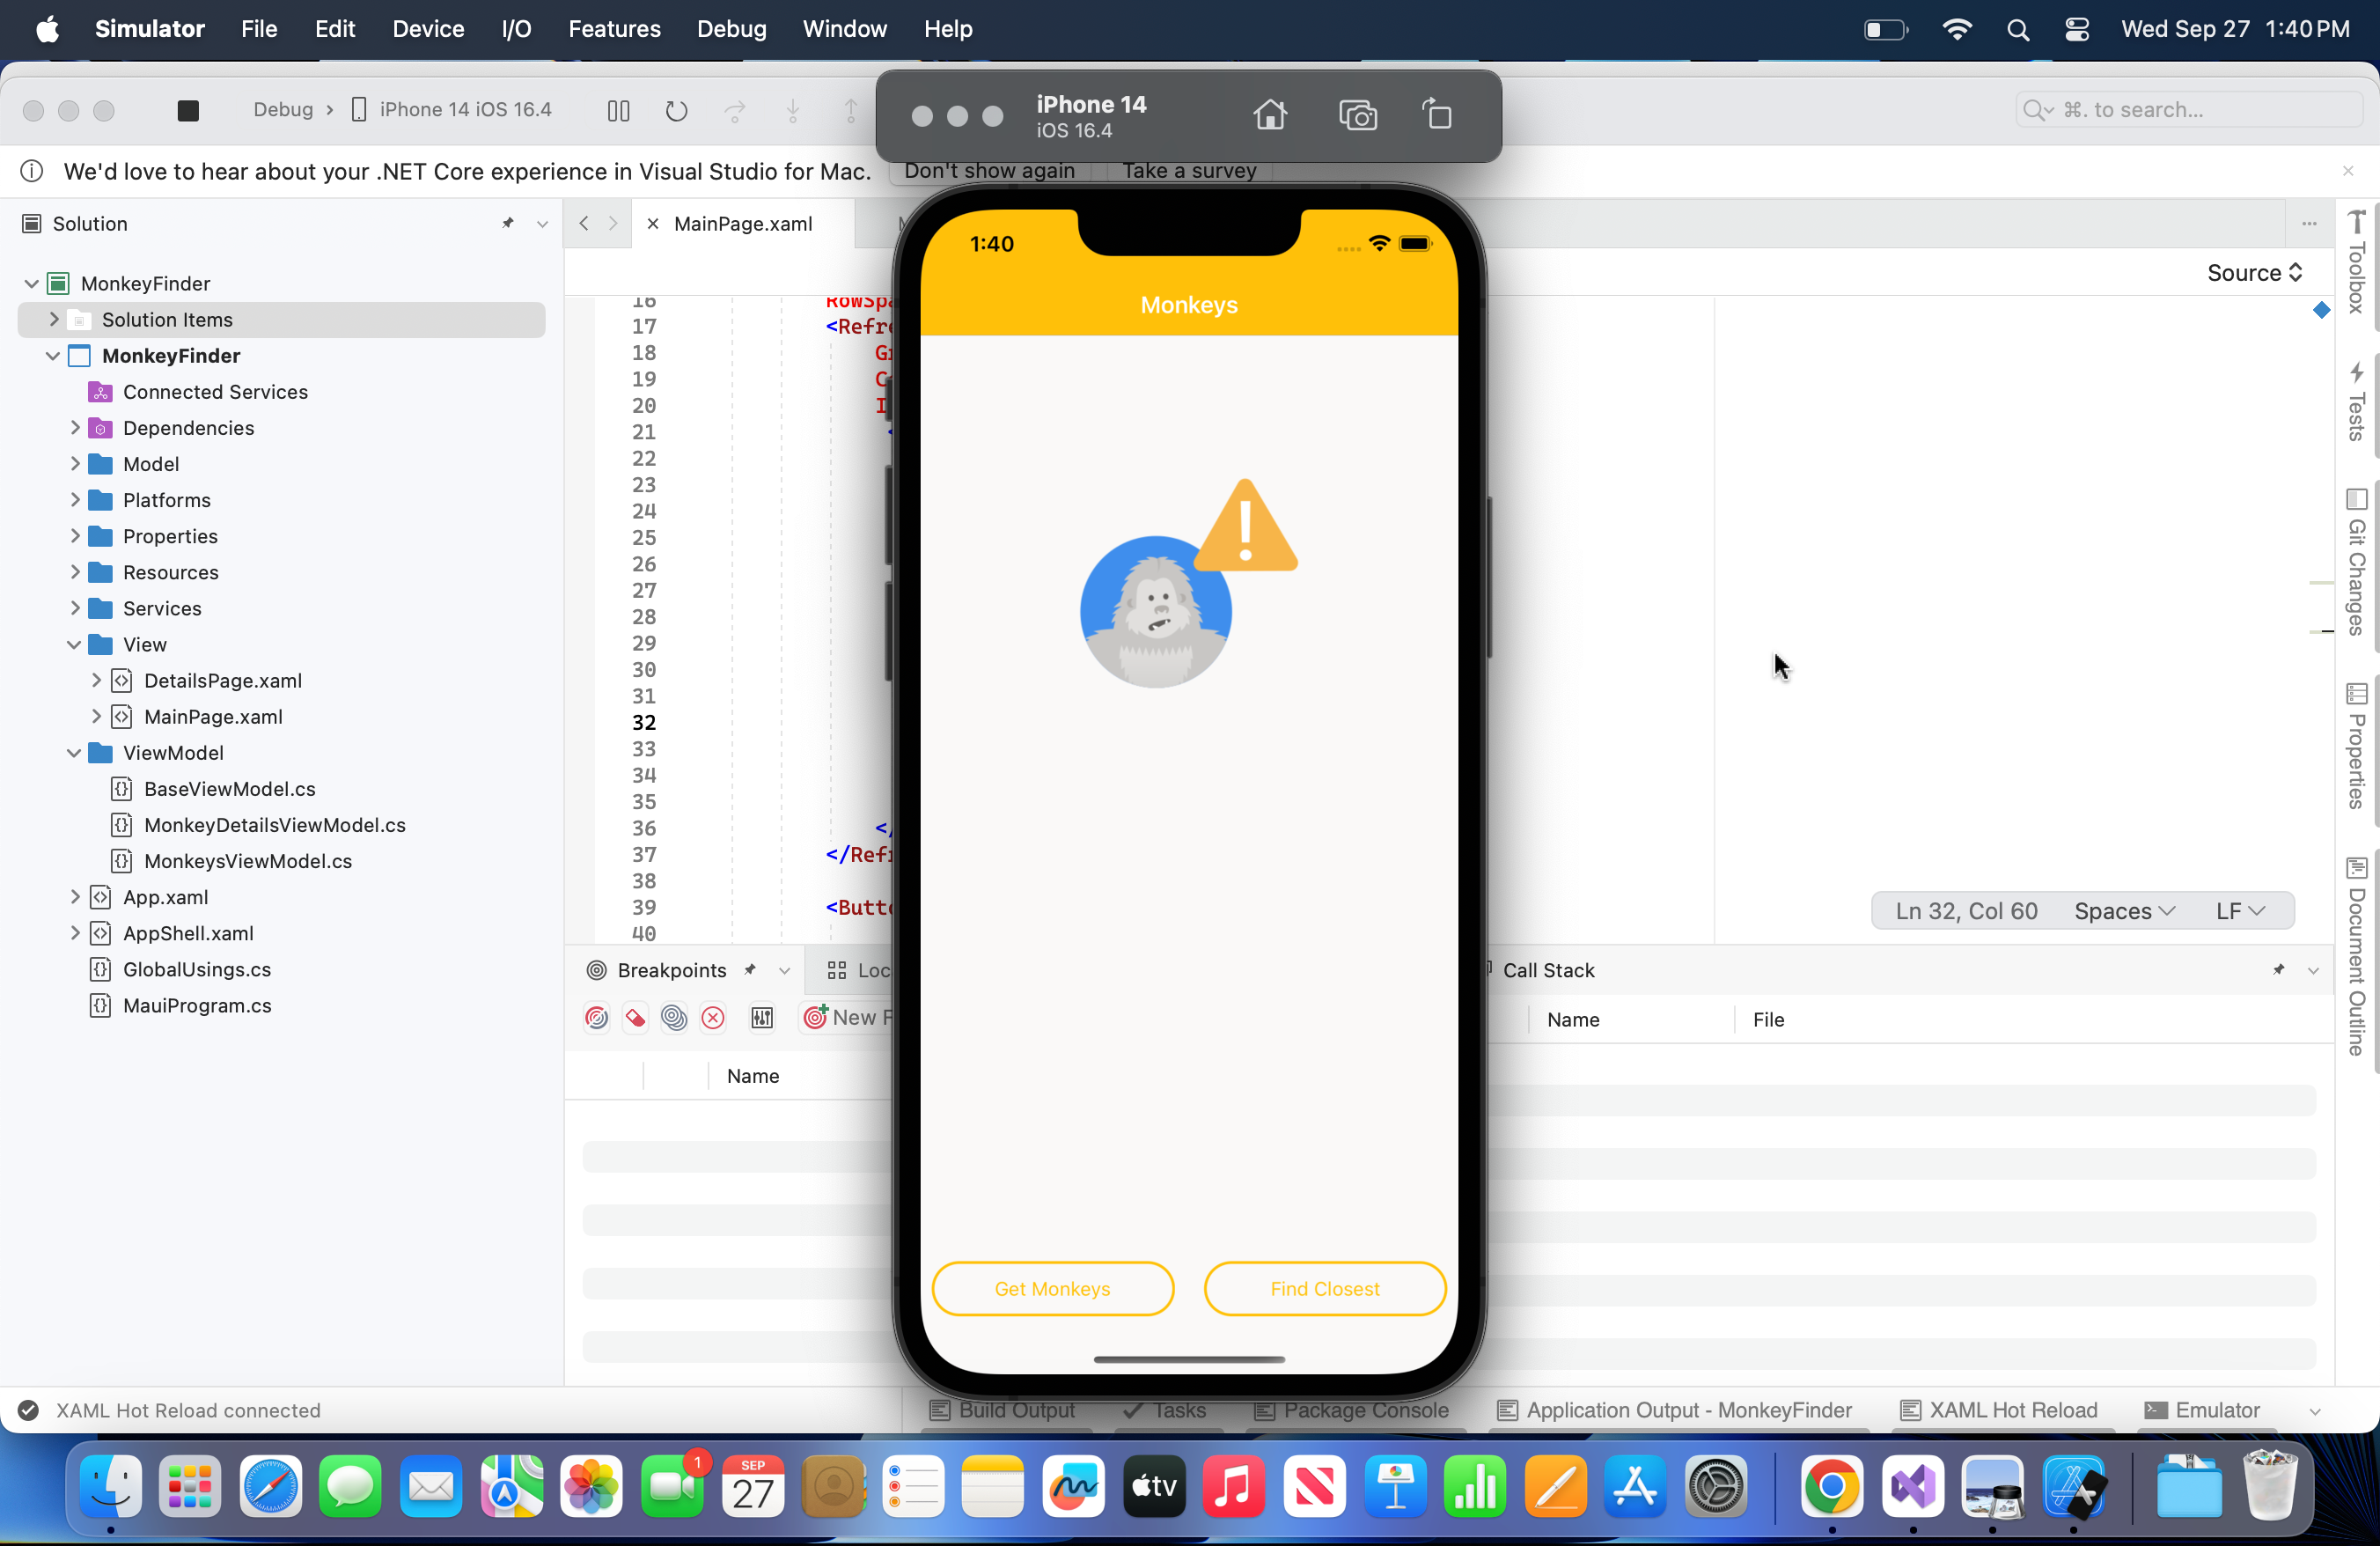 Simulator File Edit Device I/O Features Debug Window Help Wed Sep 27 1:40 PM
Debug › iPhone 14 iOS 16.4
iPhone 14
iOS 16.4
⌘. to search...
We'd love to hear about your .NET Core experience in Visual Studio for Mac. Don't show again Take a survey
Solution
MainPage.xaml
Source
MonkeyFinder
Solution Items
MonkeyFinder
Connected Services
Dependencies
Model
Platforms
Properties
Resources
Services
View
DetailsPage.xaml
MainPage.xaml
ViewModel
BaseViewModel.cs
MonkeyDetailsViewModel.cs
MonkeysViewModel.cs
App.xaml
AppShell.xaml
GlobalUsings.cs
MauiProgram.cs
16 RowSpa
17 <Refre
18 G
19 C
20 I
21 <
22
23
24
25
26
27
28
29
30
31
32
33
34
35
36 </
37 </Ref
38
39 <Butto
40
1:40
Monkeys
Get Monkeys
Find Closest
Ln 32, Col 60 Spaces LF
Toolbox
Tests
Git Changes
Properties
Document Outline
Breakpoints Loc
New F
Name
Call Stack
Name File
XAML Hot Reload connected
Build Output Tasks Package Console Application Output - MonkeyFinder XAML Hot Reload Emulator
1
SEP
27
tv